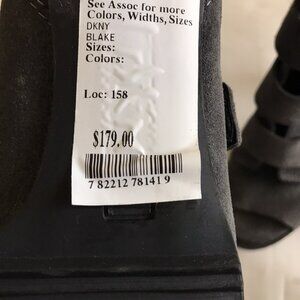 See Assoc for more
Colors, Widths, Sizes
DKNY
BLAKE
Sizes:
Colors:
Loc: 158
$179.00
7 82212 78141 9